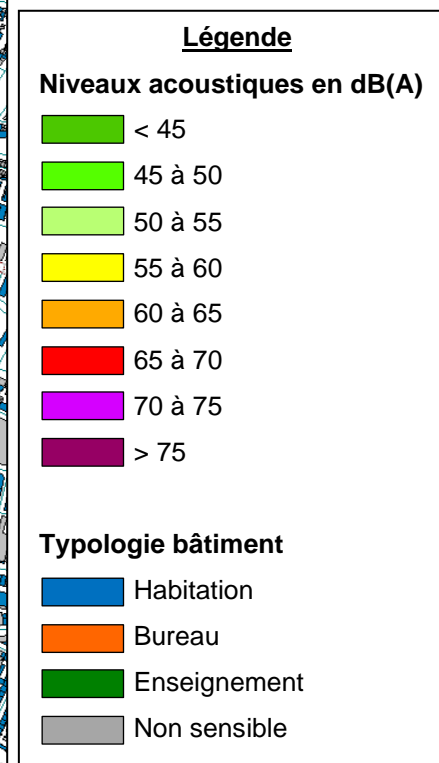 Légende
Niveaux acoustiques en dB(A)
< 45
45 à 50
50 à 55
55 à 60
60 à 65
65 à 70
70 à 75
> 75
Typologie bâtiment
Habitation
Bureau
Enseignement
Non sensible